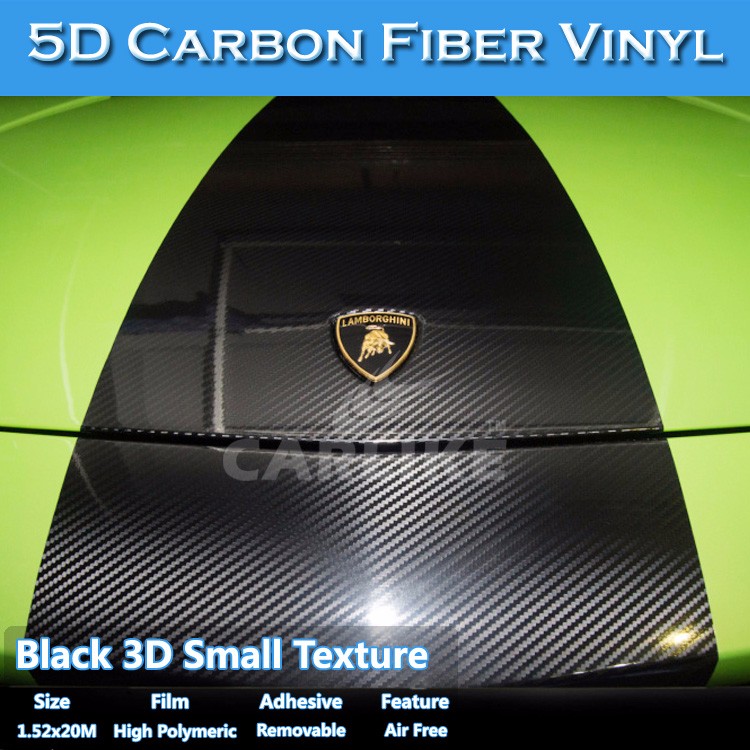 5D Carbon Fiber Vinyl
LAMBORGHINI
CARLIKE™
Black 3D Small Texture
Size Film Adhesive Feature
1.52x20M High Polymeric Removable Air Free